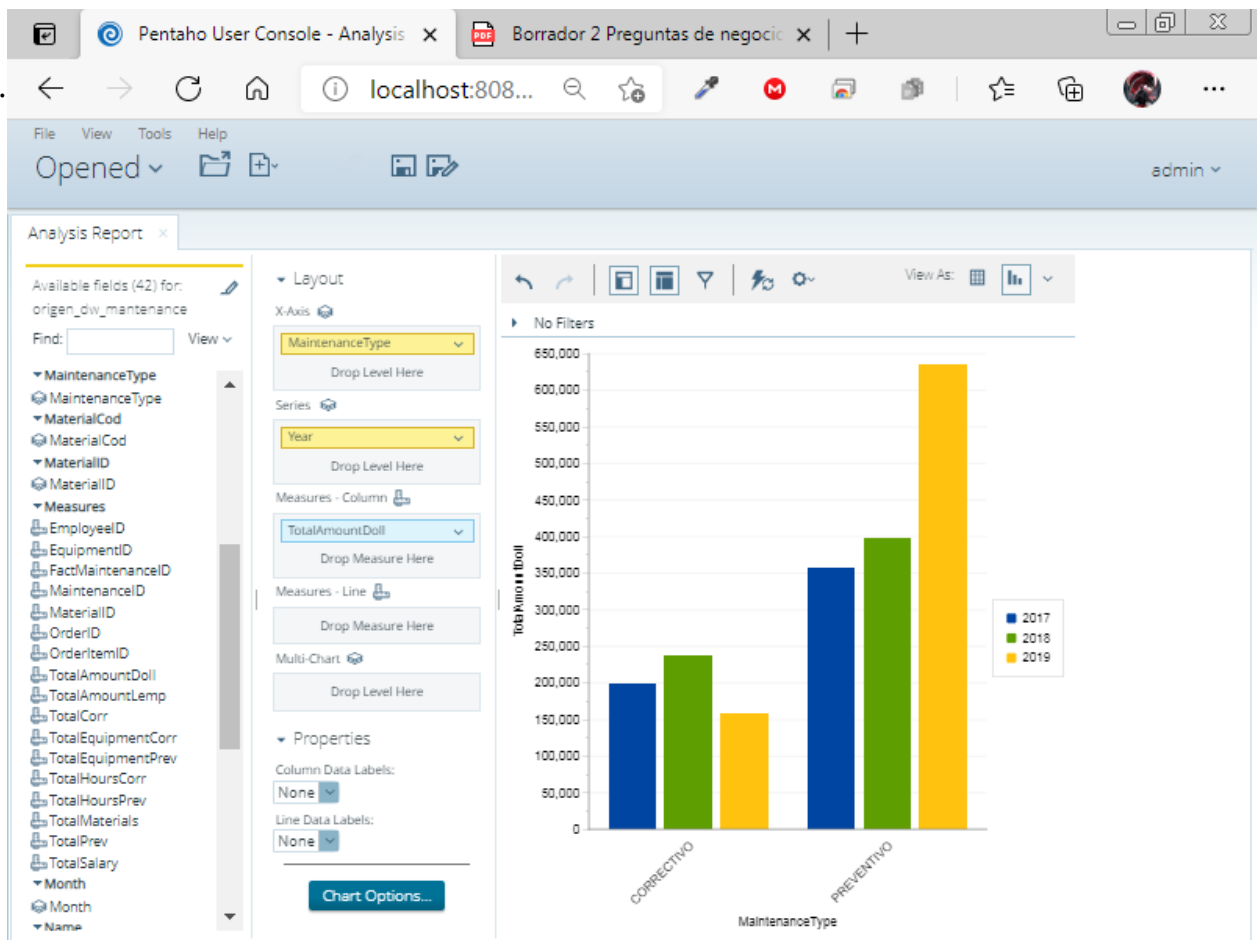 Pentaho User Console - Analysis
Borrador 2 Preguntas de negocio
localhost:808...
File View Tools Help
Opened
admin
Analysis Report
Available fields (42) for:
origen_dw_mantenance
Find:
View
MaintenanceType
MaintenanceType
MaterialCod
MaterialCod
MaterialID
MaterialID
Measures
EmployeeID
EquipmentID
FactMaintenanceID
MaintenanceID
MaterialID
OrderID
OrderItemID
TotalAmountDoll
TotalAmountLemp
TotalCorr
TotalEquipmentCorr
TotalEquipmentPrev
TotalHoursCorr
TotalHoursPrev
TotalMaterials
TotalPrev
TotalSalary
Month
Month
Name
Layout
X-Axis
MaintenanceType
Drop Level Here
Series
Year
Drop Level Here
Measures - Column
TotalAmountDoll
Drop Measure Here
Measures - Line
Drop Measure Here
Multi-Chart
Drop Level Here
Properties
Column Data Labels:
None
Line Data Labels:
None
Chart Options...
View As:
No Filters
650,000
600,000
550,000
500,000
450,000
400,000
350,000
300,000
250,000
200,000
150,000
100,000
50,000
0
TotalAmountDoll
CORRECTIVO
PREVENTIVO
MaintenanceType
2017
2018
2019